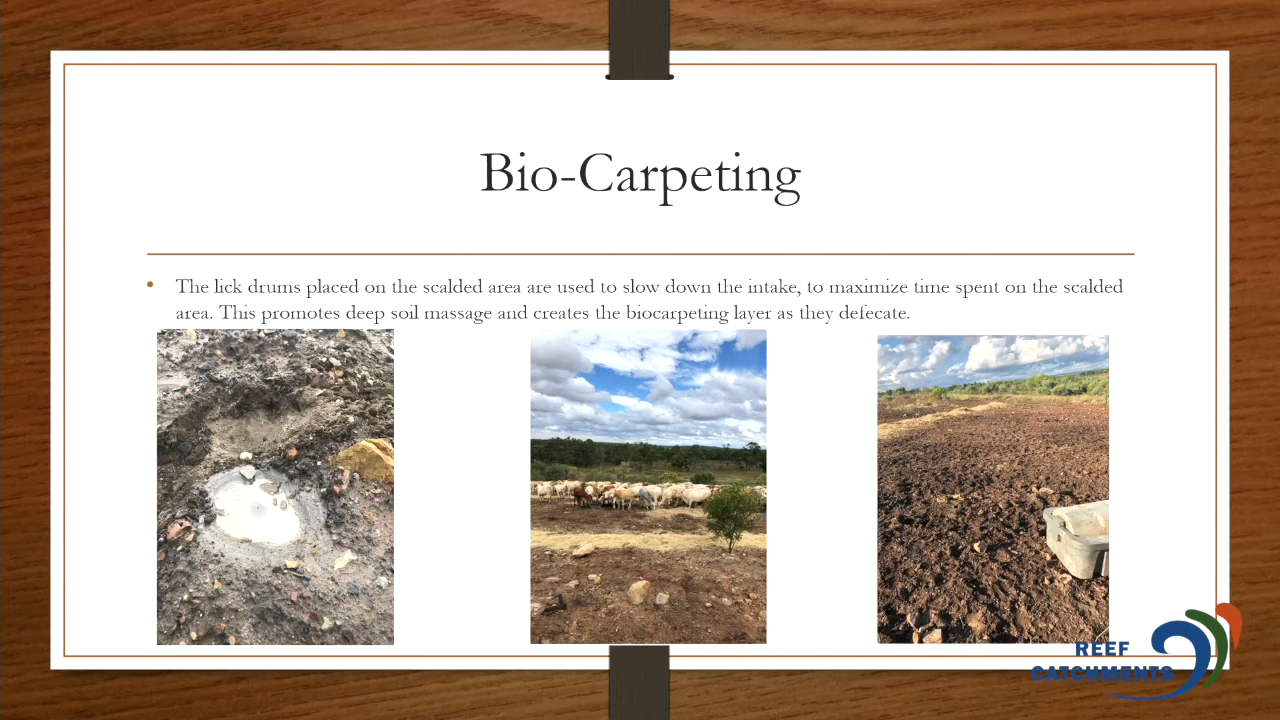 Bio-Carpeting
• The lick drums placed on the scalded area are used to slow down the intake, to maximize time spent on the scalded
area. This promotes deep soil massage and creates the biocarpeting layer as they defecate.
REEF
CATCHMENTS